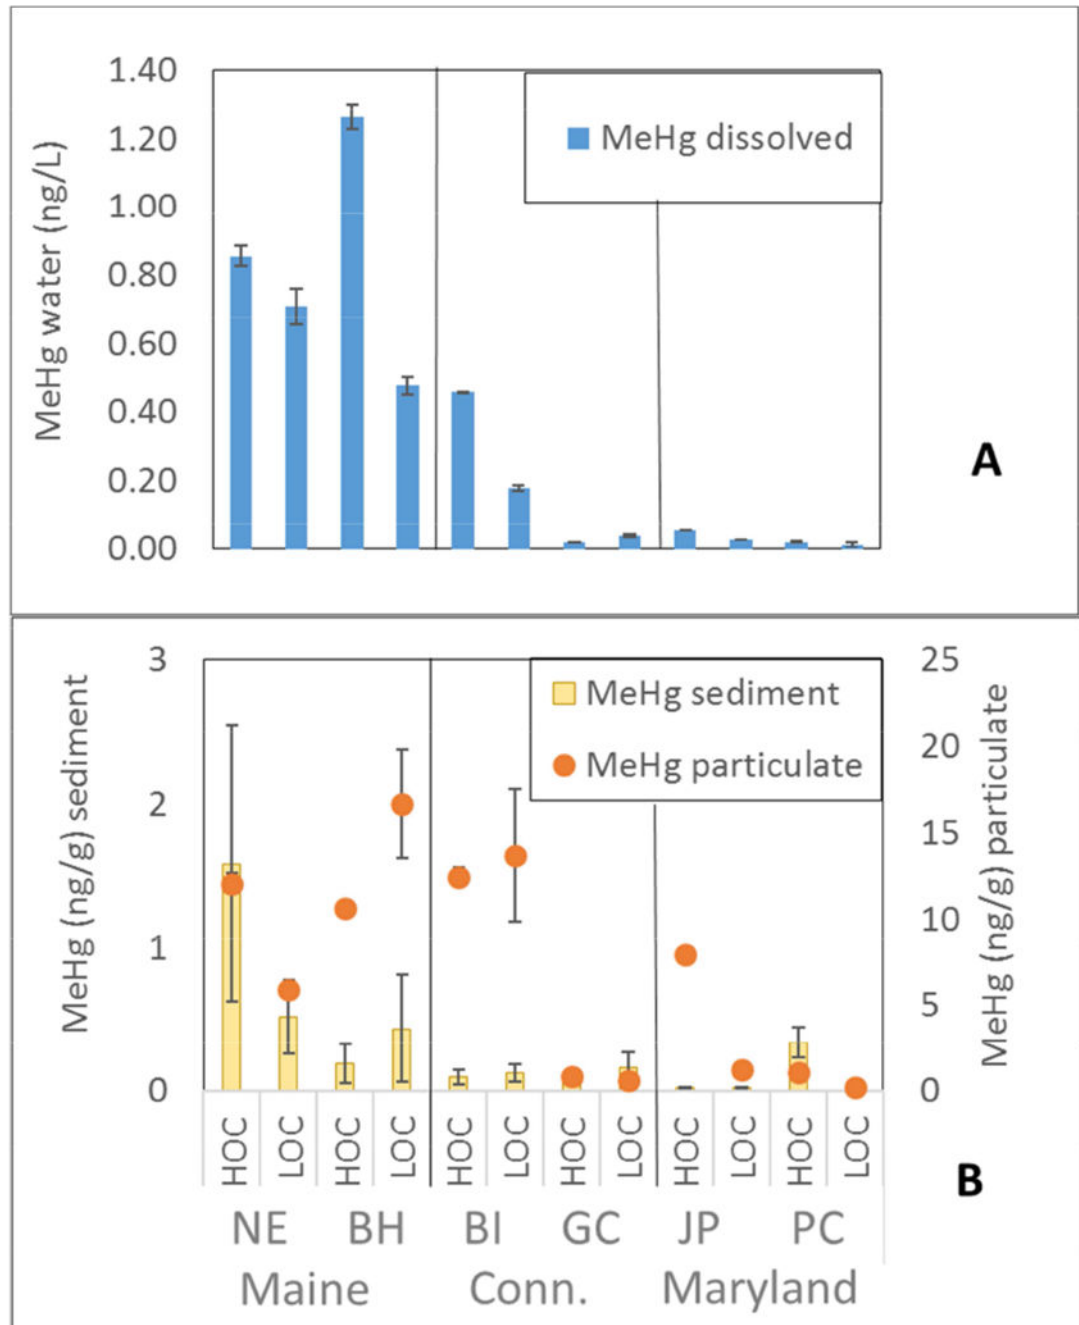 MeHg water (ng/L)
1.40
1.20
1.00
0.80
0.60
0.40
0.20
0.00
MeHg dissolved
A
MeHg (ng/g) sediment
3
2
1
0
MeHg sediment
MeHg particulate
25
20
15
10
5
0
MeHg (ng/g) particulate
HOC LOC HOC LOC HOC LOC HOC LOC HOC LOC HOC LOC
B
NE BH BI GC JP PC
Maine Conn. Maryland